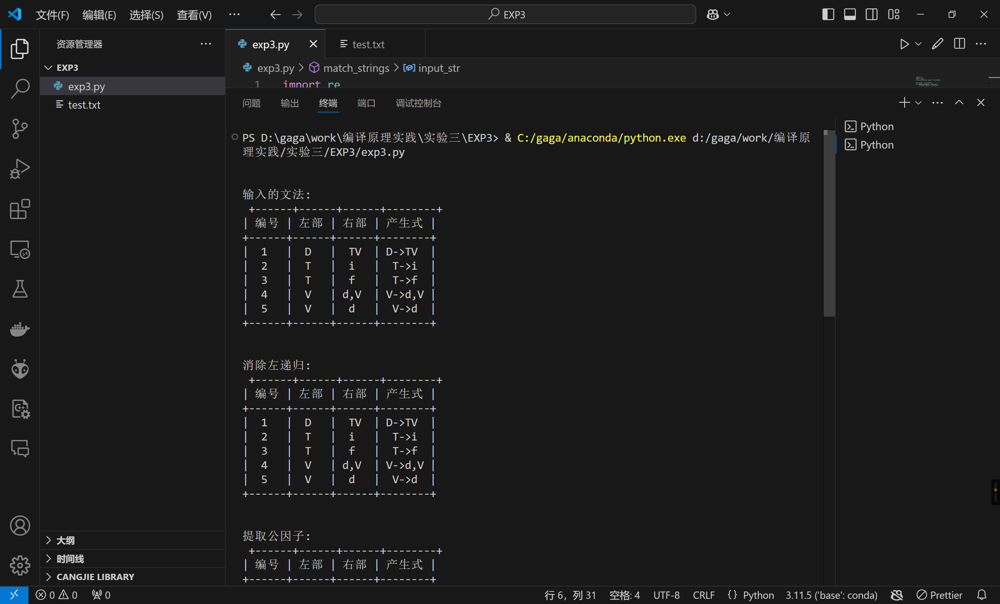 文件(F) 编辑(E) 选择(S) 查看(V) ··· EXP3
资源管理器 ···
EXP3
exp3.py
test.txt
大纲
时间线
CANGJIE LIBRARY
exp3.py test.txt
exp3.py > match_strings > input_str
1 import re
问题 输出 终端 端口 调试控制台
Python
Python
PS D:\gaga\work\编译原理实践\实验三\EXP3> & C:/gaga/anaconda/python.exe d:/gaga/work/编译原
理实践/实验三/EXP3/exp3.py
输入的文法:
+------+------+------+--------+
| 编号 | 左部 | 右部 | 产生式 |
+------+------+------+--------+
| 1 | D | TV | D->TV |
| 2 | T | i | T->i |
| 3 | T | f | T->f |
| 4 | V | d,V | V->d,V |
| 5 | V | d | V->d |
+------+------+------+--------+
消除左递归:
+------+------+------+--------+
| 编号 | 左部 | 右部 | 产生式 |
+------+------+------+--------+
| 1 | D | TV | D->TV |
| 2 | T | i | T->i |
| 3 | T | f | T->f |
| 4 | V | d,V | V->d,V |
| 5 | V | d | V->d |
+------+------+------+--------+
提取公因子:
+------+------+------+--------+
| 编号 | 左部 | 右部 | 产生式 |
+------+------+------+--------+
0 0 0 行 6，列 31 空格: 4 UTF-8 CRLF {} Python 3.11.5 ('base': conda) Prettier